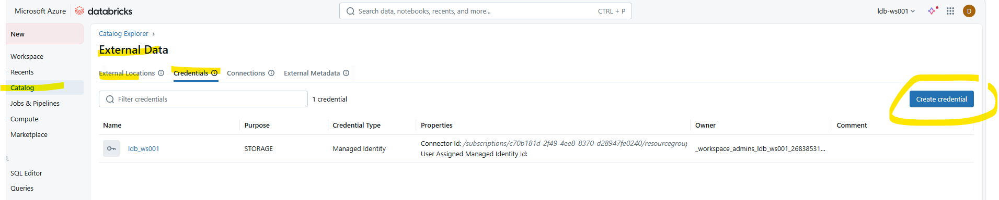 Microsoft Azure databricks Search data, notebooks, recents, and more... CTRL + P ldb-ws001 D
New
Workspace
Recents
Catalog
Jobs & Pipelines
Compute
Marketplace
SQL Editor
Queries
Catalog Explorer >
External Data
External Locations Credentials Connections External Metadata
Filter credentials 1 credential Create credential
Name Purpose Credential Type Properties Owner Comment
ldb_ws001 STORAGE Managed Identity Connector Id: /subscriptions/c70b181d-2f49-4ee8-8370-d28947fe0240/resourcegroup _workspace_admins_ldb_ws001_26838531...
User Assigned Managed Identity Id: